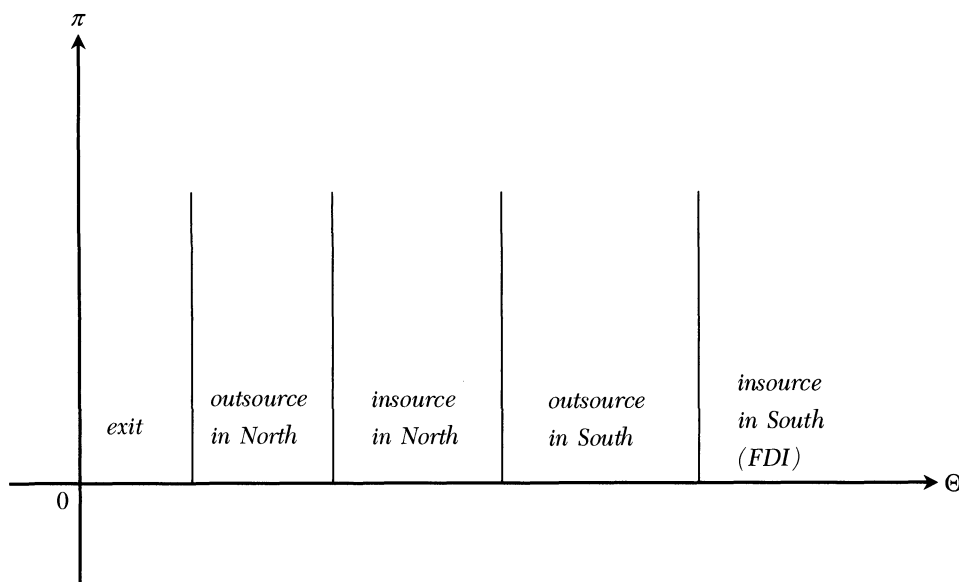 π
exit
outsource
in North
insource
in North
outsource
in South
insource
in South
(FDI)
0
Θ